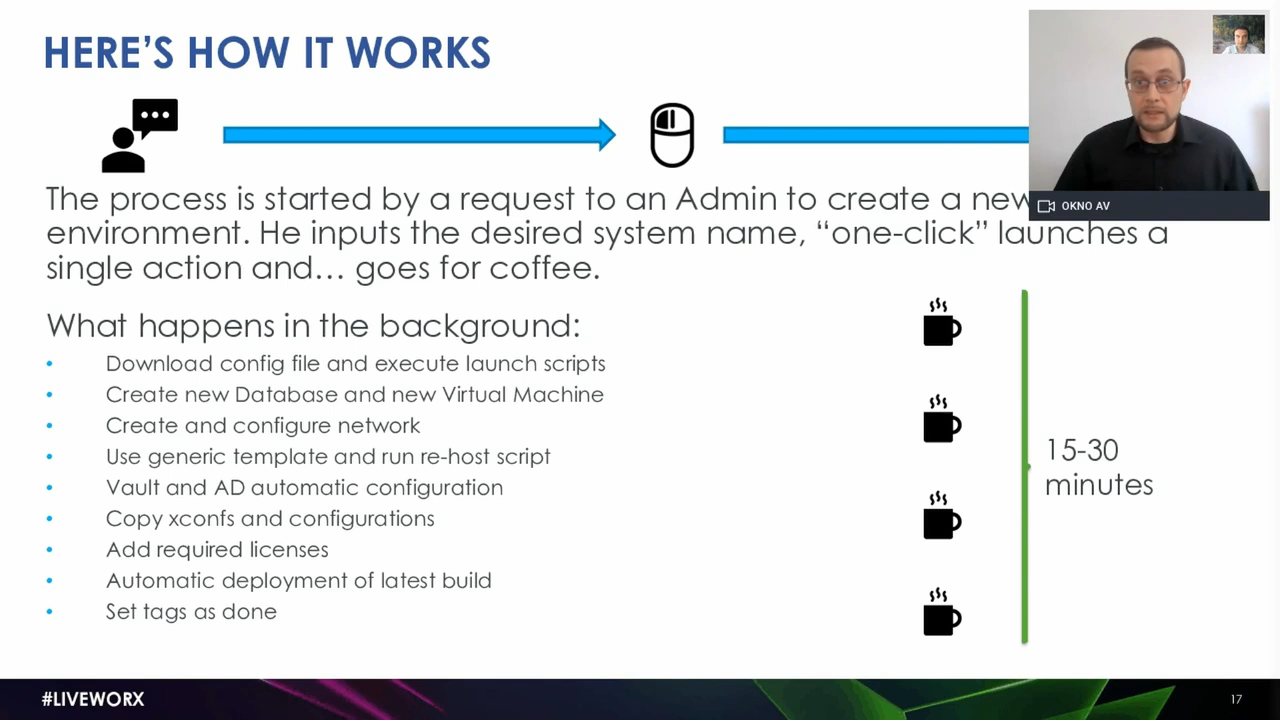 HERE'S HOW IT WORKS
The process is started by a request to an Admin to create a new
environment. He inputs the desired system name, “one-click” launches a
single action and… goes for coffee.
What happens in the background:
• Download config file and execute launch scripts
• Create new Database and new Virtual Machine
• Create and configure network
• Use generic template and run re-host script
• Vault and AD automatic configuration
• Copy xconfs and configurations
• Add required licenses
• Automatic deployment of latest build
• Set tags as done
15-30
minutes
OKNO AV
#LIVEWORX
17